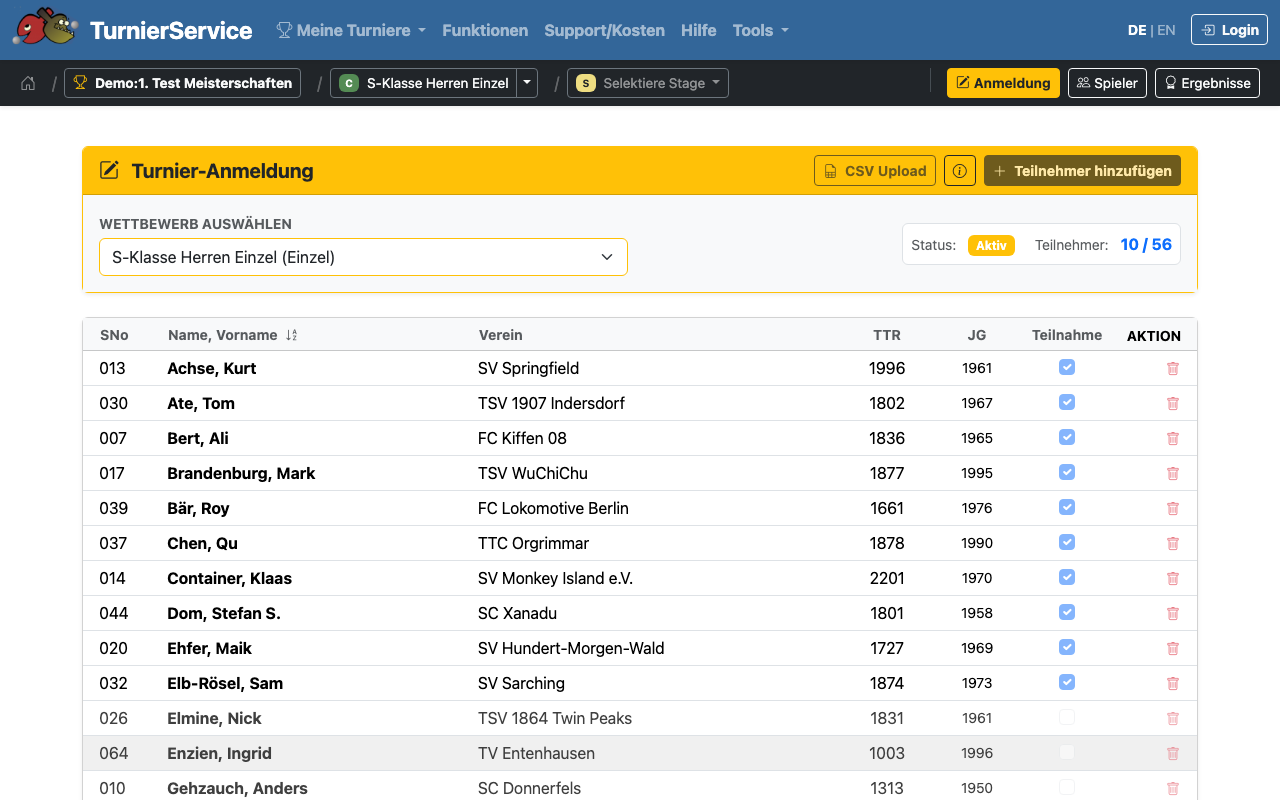 TurnierService Meine Turniere Funktionen Support/Kosten Hilfe Tools DE | EN Login
/ Demo:1. Test Meisterschaften / C S-Klasse Herren Einzel / S Selektiere Stage Anmeldung Spieler Ergebnisse
Turnier-Anmeldung CSV Upload Teilnehmer hinzufügen
WETTBEWERB AUSWÄHLEN
S-Klasse Herren Einzel (Einzel) Status: Aktiv Teilnehmer: 10 / 56
SNo Name, Vorname Verein TTR JG Teilnahme AKTION
013 Achse, Kurt SV Springfield 1996 1961
030 Ate, Tom TSV 1907 Indersdorf 1802 1967
007 Bert, Ali FC Kiffen 08 1836 1965
017 Brandenburg, Mark TSV WuChiChu 1877 1995
039 Bär, Roy FC Lokomotive Berlin 1661 1976
037 Chen, Qu TTC Orgrimmar 1878 1990
014 Container, Klaas SV Monkey Island e.V. 2201 1970
044 Dom, Stefan S. SC Xanadu 1801 1958
020 Ehfer, Maik SV Hundert-Morgen-Wald 1727 1969
032 Elb-Rösel, Sam SV Sarching 1874 1973
026 Elmine, Nick TSV 1864 Twin Peaks 1831 1961
064 Enzien, Ingrid TV Entenhausen 1003 1996
010 Gehzauch, Anders SC Donnerfels 1313 1950